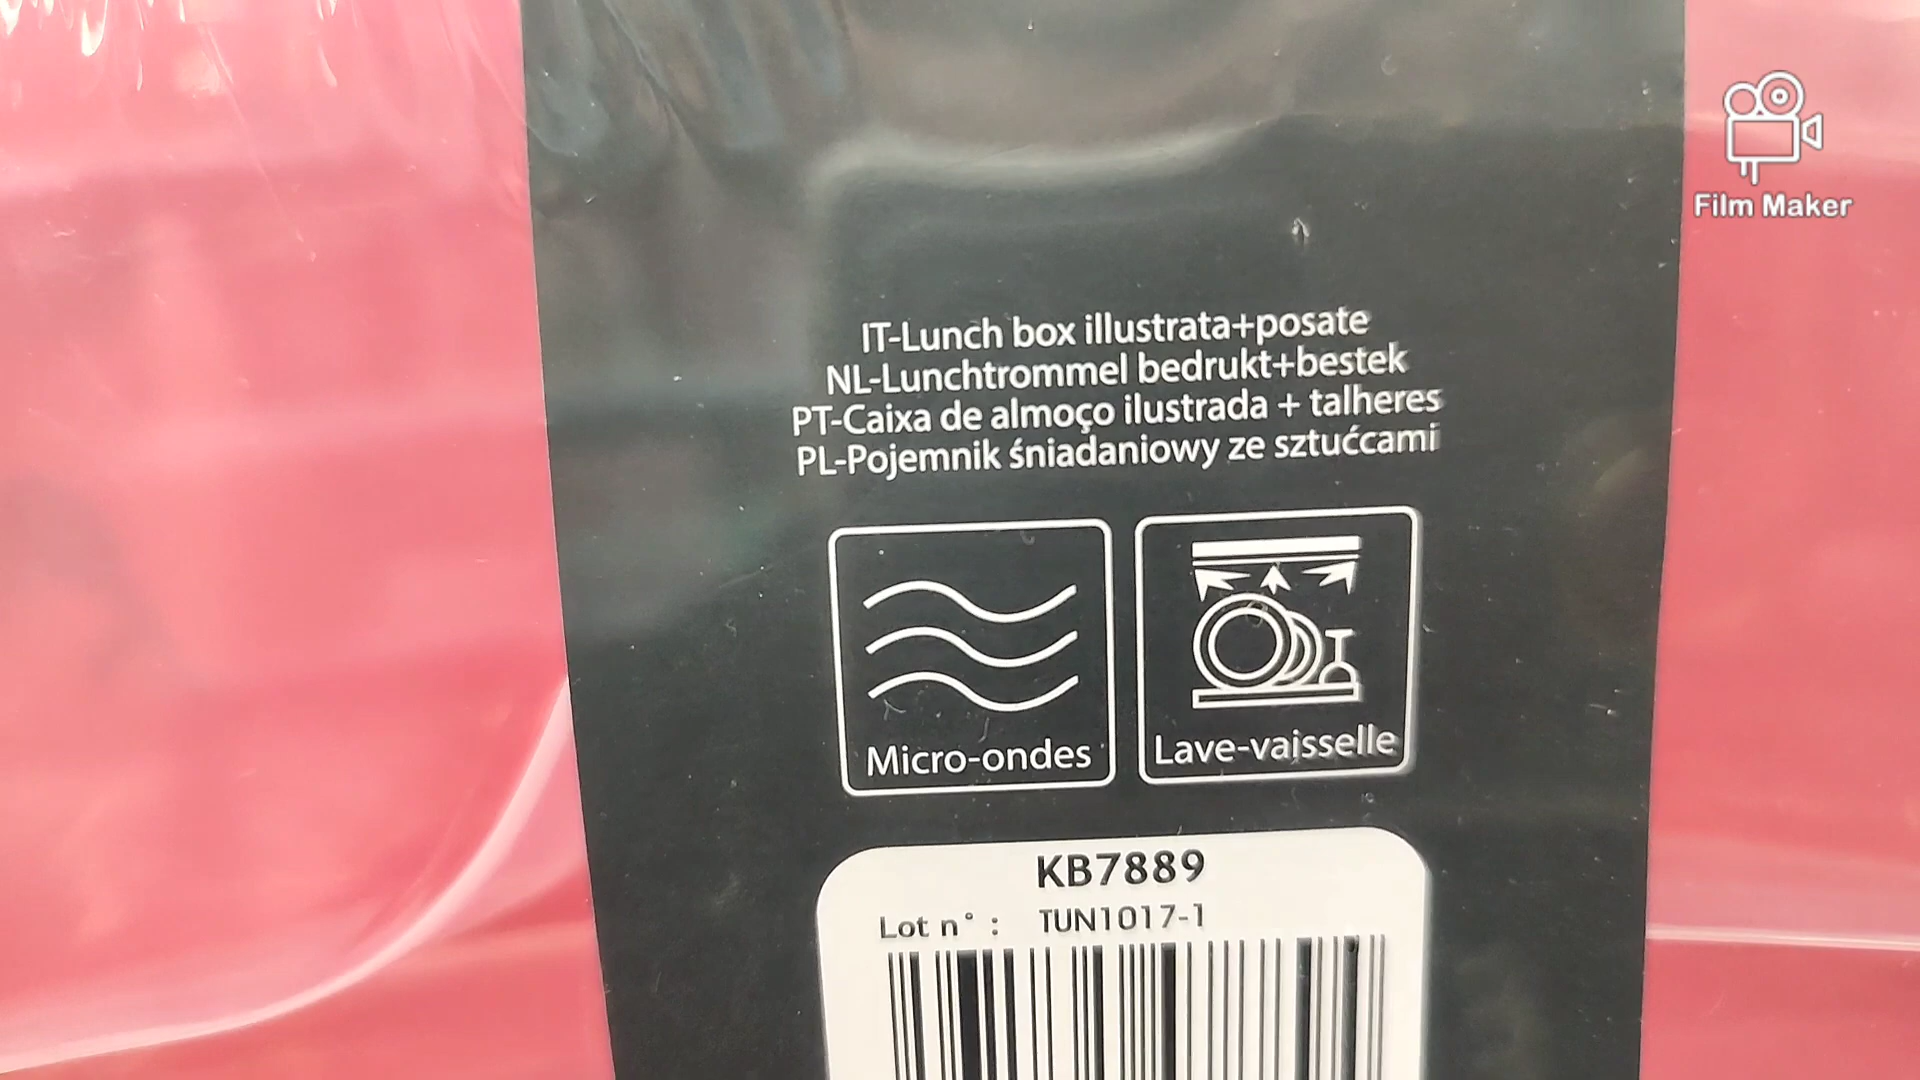 Film Maker
IT-Lunch box illustrata+posate
NL-Lunchtrommel bedrukt+bestek
PT-Caixa de almoço ilustrada + talheres
PL-Pojemnik śniadaniowy ze sztućcami
Micro-ondes
Lave-vaisselle
KB7889
Lot n° : TUN1017-1